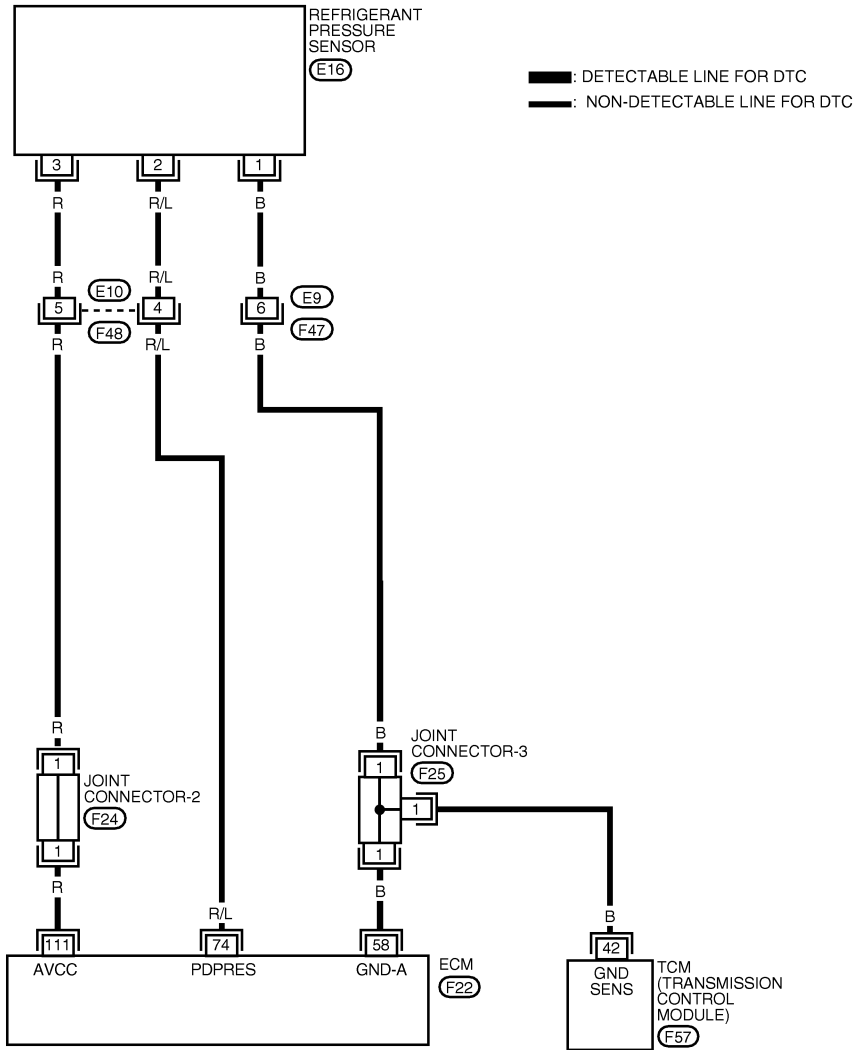 REFRIGERANT
PRESSURE
SENSOR
E16
: DETECTABLE LINE FOR DTC
: NON-DETECTABLE LINE FOR DTC
3 2 1
R R/L B
R R/L B
E10 E9
5 4 6
F48 F47
R R/L B
R
B
JOINT
CONNECTOR-3
F25
1
1
1
JOINT
CONNECTOR-2
F24
1
1
1
R
B
R/L
B
111 74 58
42
AVCC PDPRES GND-A
ECM
F22
GND
SENS
TCM
(TRANSMISSION
CONTROL
MODULE)
F57